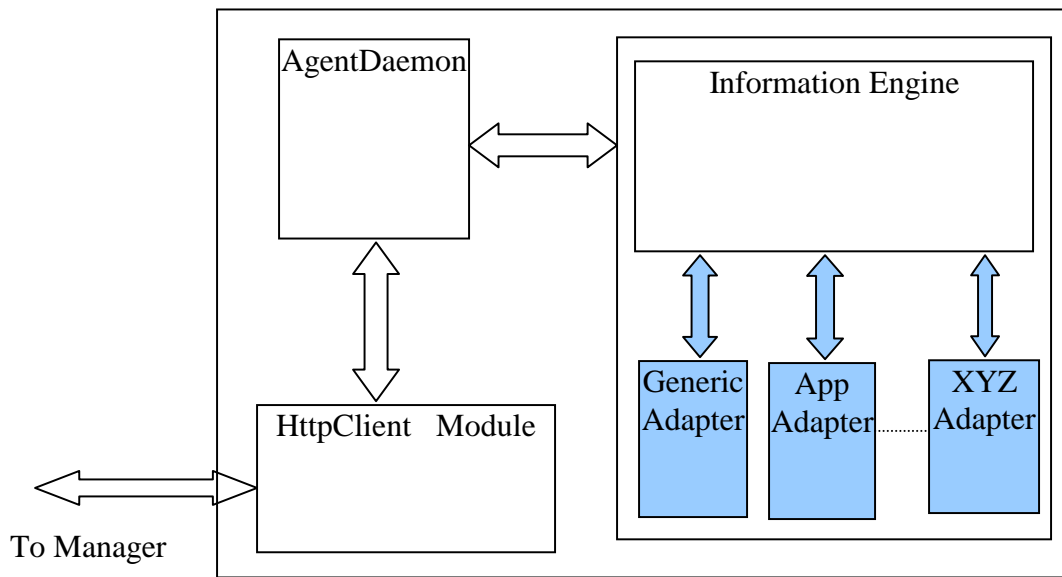 AgentDaemon
Information Engine
Generic
Adapter
App
Adapter
XYZ
Adapter
HttpClient Module
To Manager